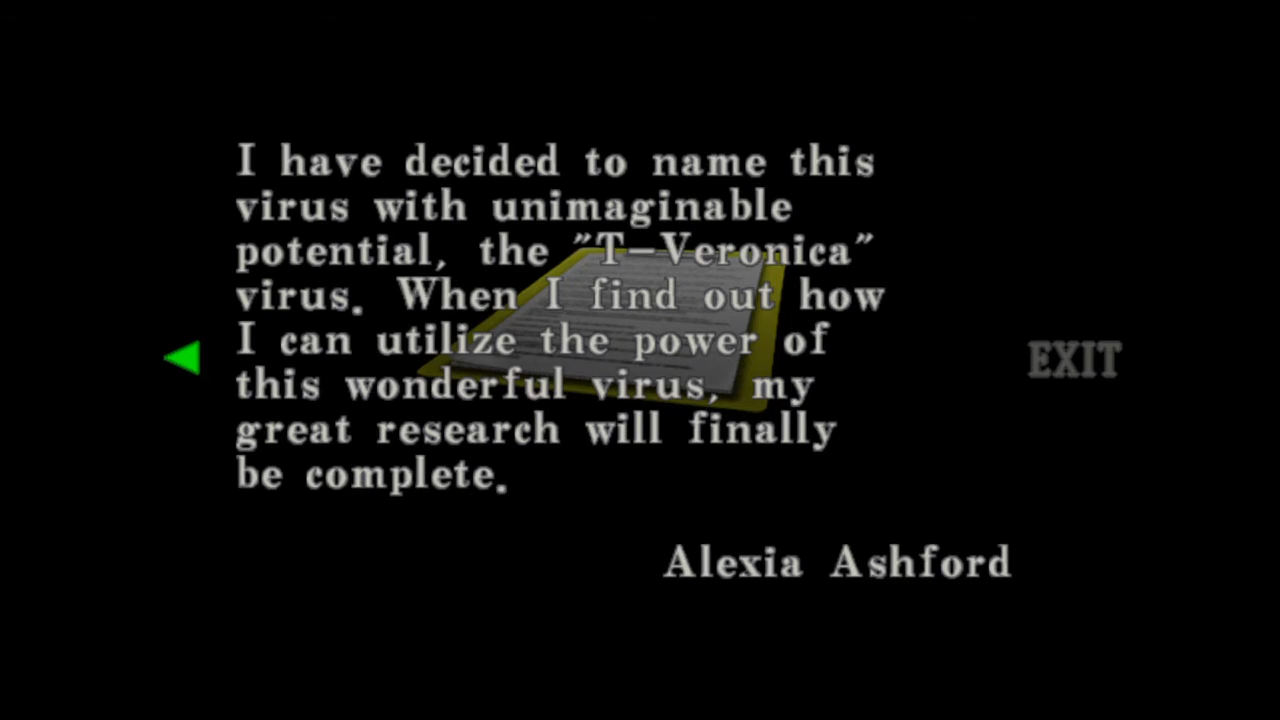 I have decided to name this
virus with unimaginable
potential, the "T-Veronica"
virus. When I find out how
I can utilize the power of
this wonderful virus, my
great research will finally
be complete.
EXIT
Alexia Ashford